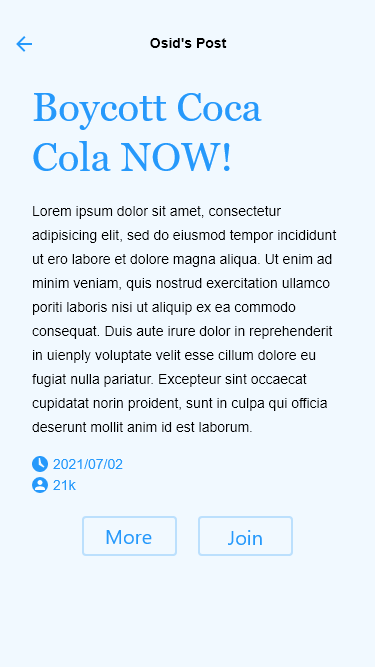 Osid's Post
Boycott Coca
Cola NOW!
Lorem ipsum dolor sit amet, consectetur
adipisicing elit, sed do eiusmod tempor incididunt
ut ero labore et dolore magna aliqua. Ut enim ad
minim veniam, quis nostrud exercitation ullamco
poriti laboris nisi ut aliquip ex ea commodo
consequat. Duis aute irure dolor in reprehenderit
in uienply voluptate velit esse cillum dolore eu
fugiat nulla pariatur. Excepteur sint occaecat
cupidatat norin proident, sunt in culpa qui officia
deserunt mollit anim id est laborum.
2021/07/02
21k
More Join